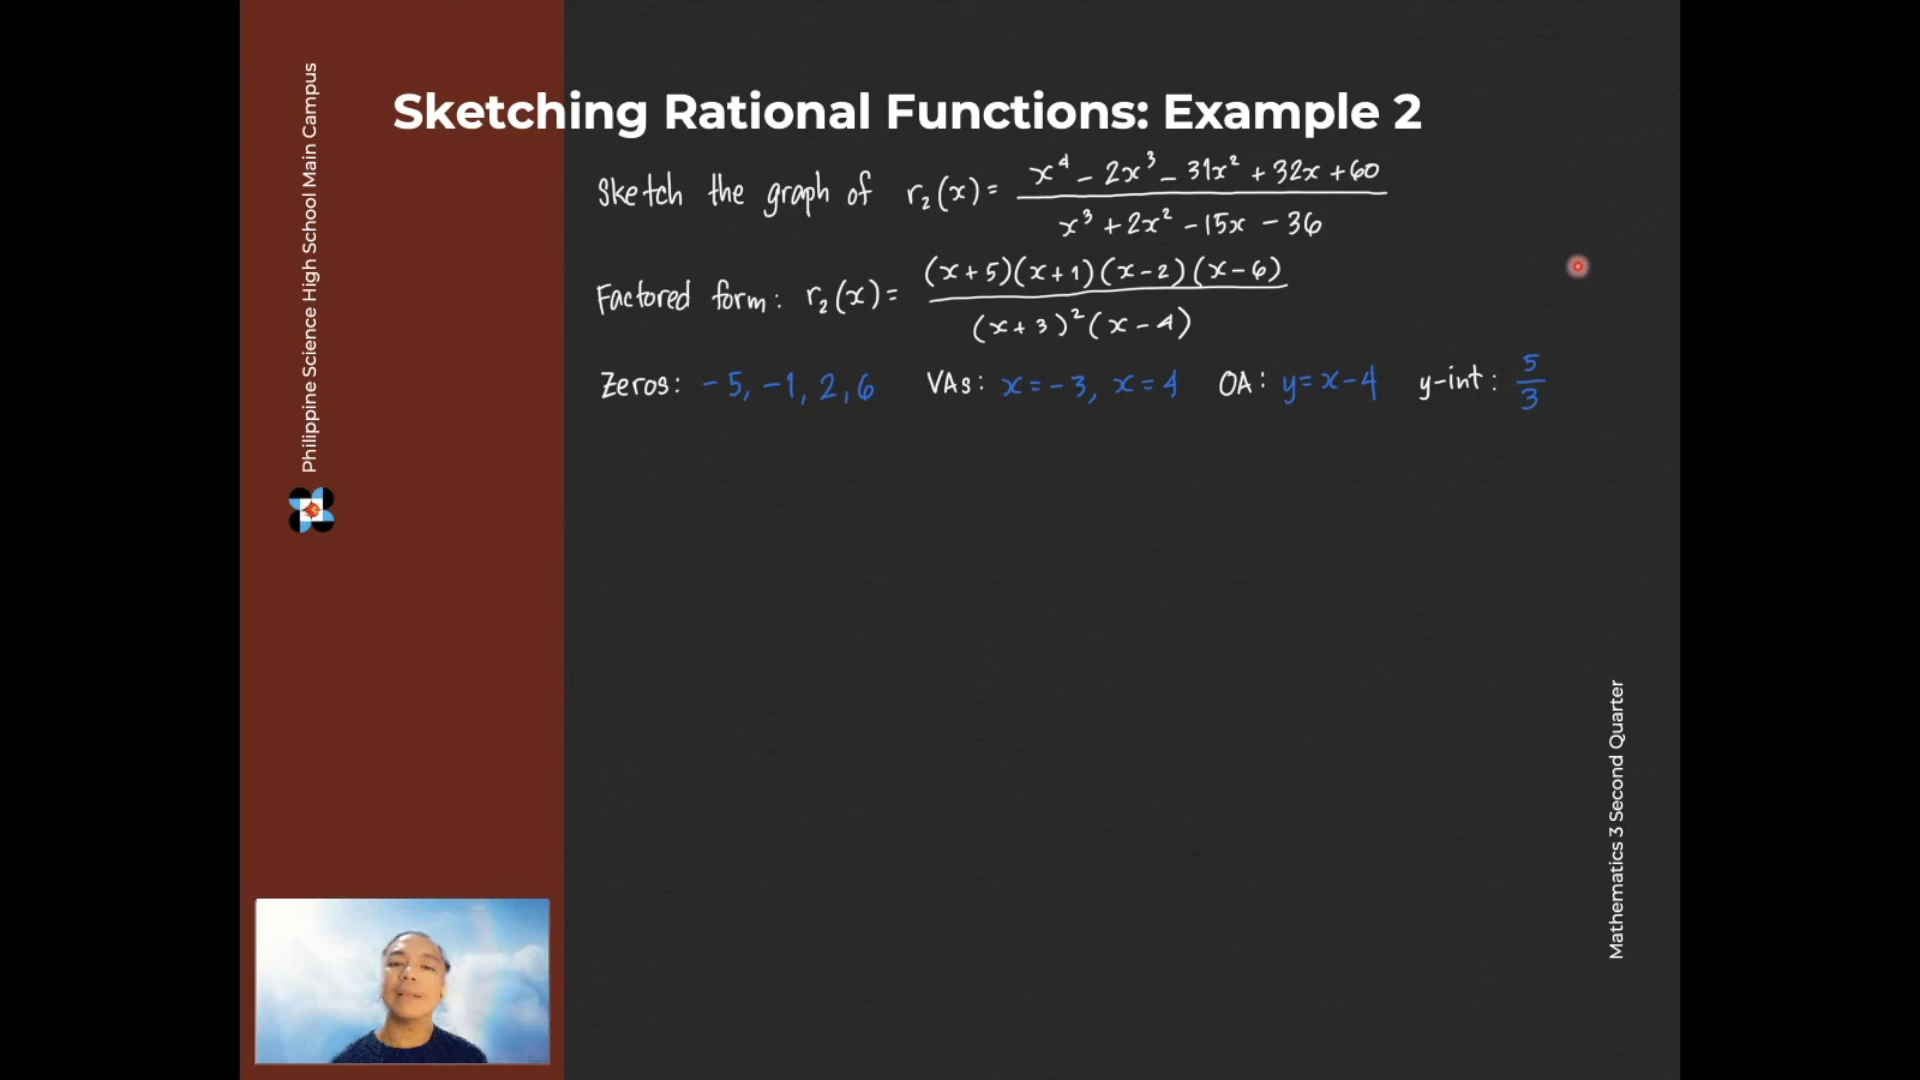 Sketching Rational Functions: Example 2
Sketch the graph of r₂(x) = (x⁴ - 2x³ - 31x² + 32x + 60) / (x³ + 2x² - 15x - 36)
Factored form: r₂(x) = (x+5)(x+1)(x-2)(x-6) / (x+3)²(x-4)
Zeros: -5, -1, 2, 6 VAs: x = -3, x = 4 OA: y = x-4 y-int: 5/3
Philippine Science High School Main Campus
Mathematics 3 Second Quarter